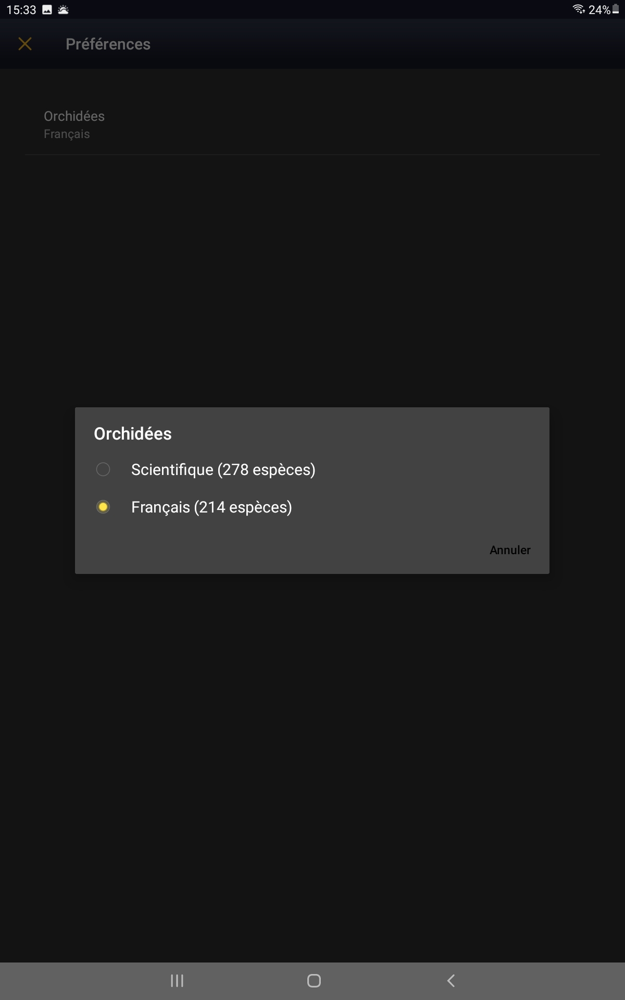 15:33
24%
Préférences
Orchidées
Français
Orchidées
Scientifique (278 espèces)
Français (214 espèces)
Annuler